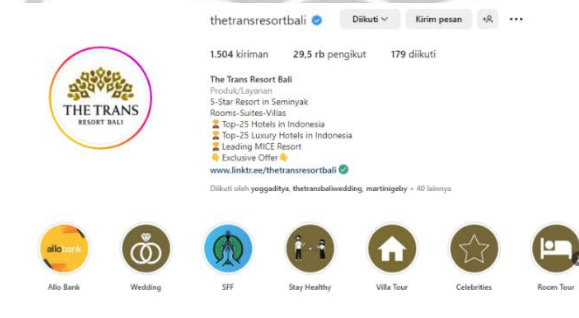 thetransresortbali
Diikuti
Kirim pesan
1.504 kiriman 29,5 rb pengikut 179 diikuti
THE TRANS
RESORT BALI
The Trans Resort Bali
Produk/Layanan
5-Star Resort in Seminyak
Rooms-Suites-Villas
🏆 Top-25 Hotels in Indonesia
🏆 Top-25 Luxury Hotels in Indonesia
🏆 Leading MICE Resort
👇Exclusive Offer👇
www.linktr.ee/thetransresortbali
Diikuti oleh yoggaditya, thetransbaliwedding, martinigeby + 40 lainnya
allo bank
Allo Bank
Wedding
SFF
Stay Healthy
Villa Tour
Celebrities
Room Tour